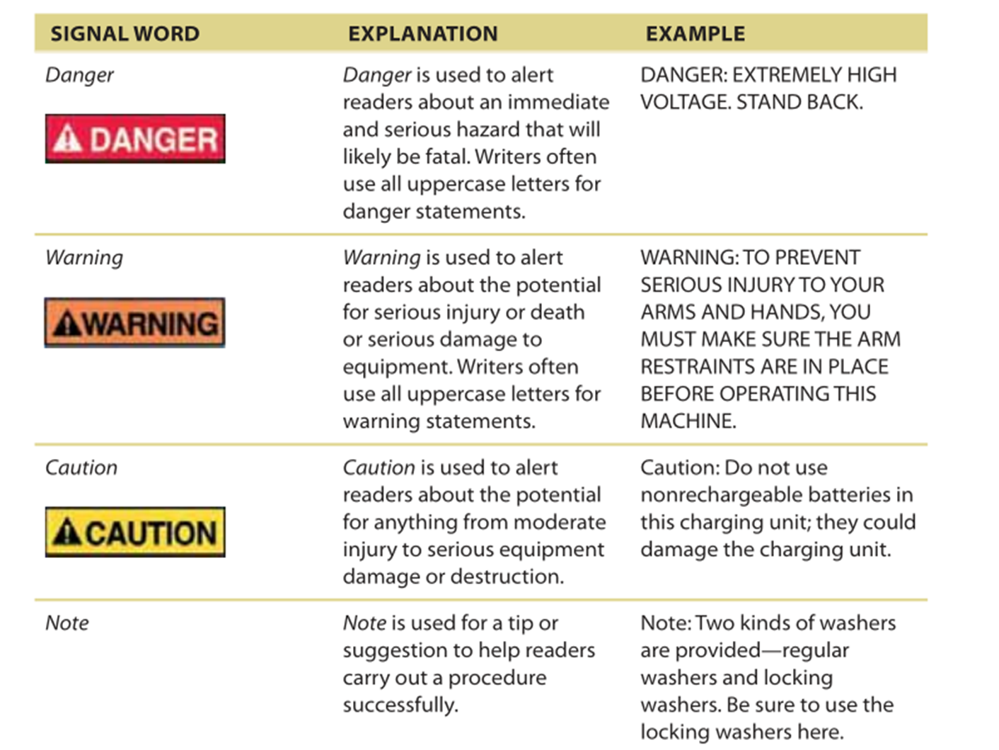 SIGNAL WORD EXPLANATION EXAMPLE
Danger
DANGER
Danger is used to alert
readers about an immediate
and serious hazard that will
likely be fatal. Writers often
use all uppercase letters for
danger statements.
DANGER: EXTREMELY HIGH
VOLTAGE. STAND BACK.
Warning
WARNING
Warning is used to alert
readers about the potential
for serious injury or death
or serious damage to
equipment. Writers often
use all uppercase letters for
warning statements.
WARNING: TO PREVENT
SERIOUS INJURY TO YOUR
ARMS AND HANDS, YOU
MUST MAKE SURE THE ARM
RESTRAINTS ARE IN PLACE
BEFORE OPERATING THIS
MACHINE.
Caution
CAUTION
Caution is used to alert
readers about the potential
for anything from moderate
injury to serious equipment
damage or destruction.
Caution: Do not use
nonrechargeable batteries in
this charging unit; they could
damage the charging unit.
Note
Note is used for a tip or
suggestion to help readers
carry out a procedure
successfully.
Note: Two kinds of washers
are provided—regular
washers and locking
washers. Be sure to use the
locking washers here.